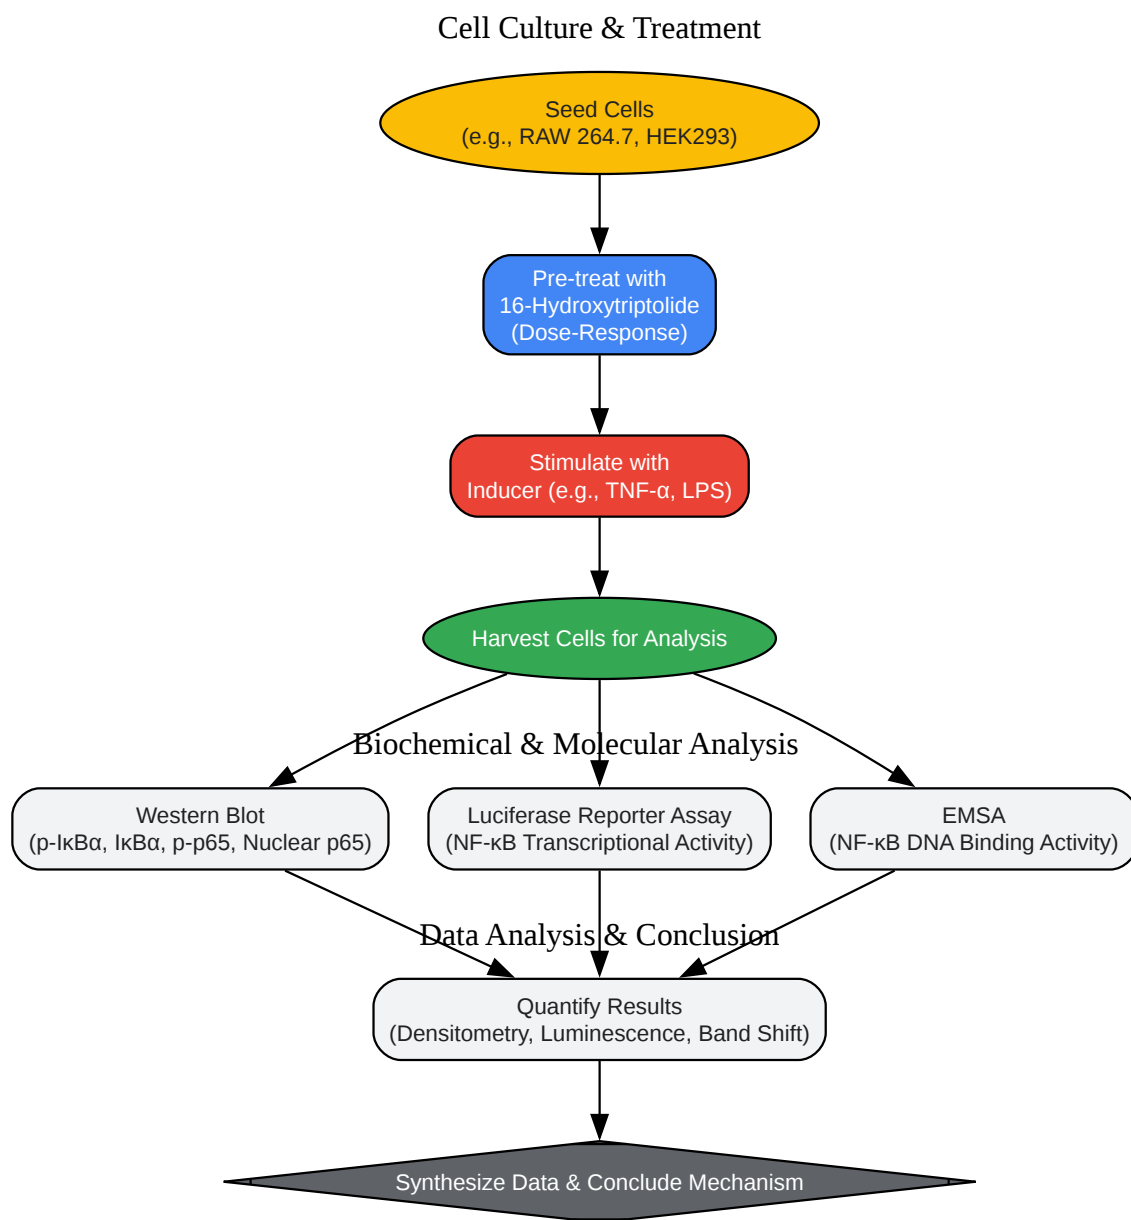 Cell Culture & Treatment
Seed Cells
(e.g., RAW 264.7, HEK293)
Pre-treat with
16-Hydroxytriptolide
(Dose-Response)
Stimulate with
Inducer (e.g., TNF-α, LPS)
Harvest Cells for Analysis
Biochemical & Molecular Analysis
Western Blot
(p-IκBα, IκBα, p-p65, Nuclear p65)
Luciferase Reporter Assay
(NF-κB Transcriptional Activity)
EMSA
(NF-κB DNA Binding Activity)
Data Analysis & Conclusion
Quantify Results
(Densitometry, Luminescence, Band Shift)
Synthesize Data & Conclude Mechanism